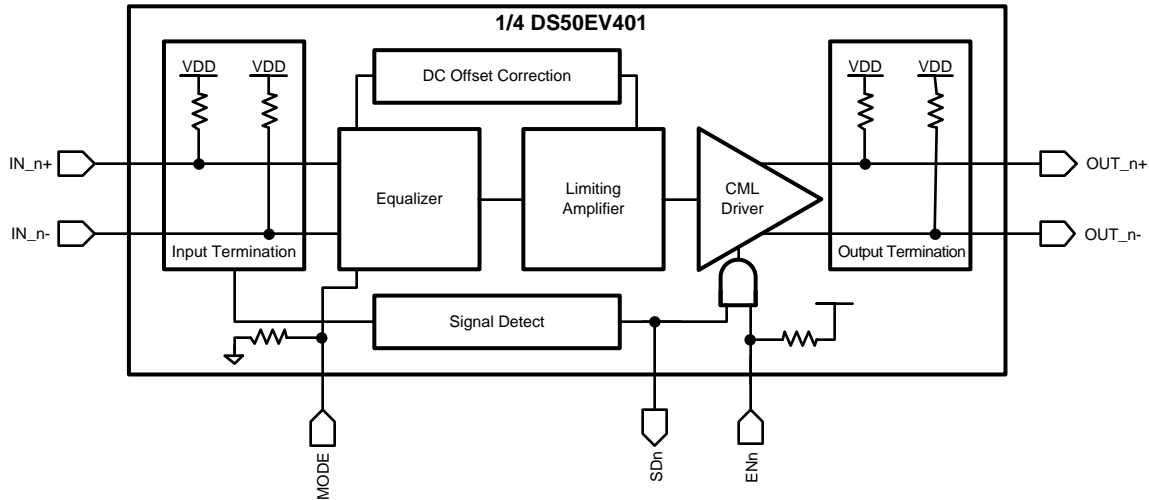 1/4 DS50EV401
VDD VDD
DC Offset Correction
VDD VDD
IN_n+
Equalizer
Limiting
Amplifier
CML
Driver
OUT_n+
IN_n-
OUT_n-
Input Termination
Output Termination
Signal Detect
MODE
SDn
ENn